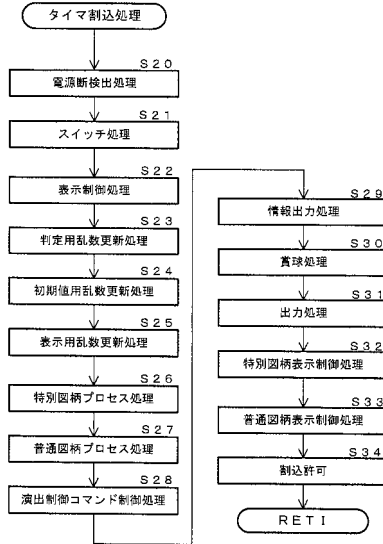 タイマ割込処理
S20
電源断検出処理
S21
スイッチ処理
S22
表示制御処理
S23
判定用乱数更新処理
S24
初期値用乱数更新処理
S25
表示用乱数更新処理
S26
特別図柄プロセス処理
S27
普通図柄プロセス処理
S28
演出制御コマンド制御処理
S29
情報出力処理
S30
賞球処理
S31
出力処理
S32
特別図柄表示制御処理
S33
普通図柄表示制御処理
S34
割込許可
RETI